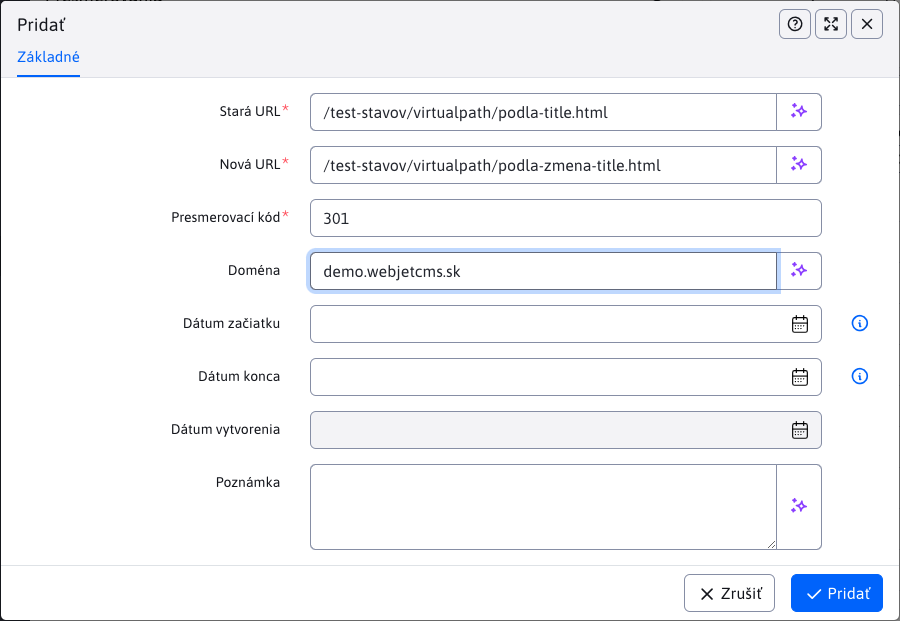 Pridať
Základné
Stará URL*
/test-stavov/virtualpath/podla-title.html
Nová URL*
/test-stavov/virtualpath/podla-zmena-title.html
Presmerovací kód*
301
Doména
demo.webjetcms.sk
Dátum začiatku
Dátum konca
Dátum vytvorenia
Poznámka
Zrušiť
Pridať